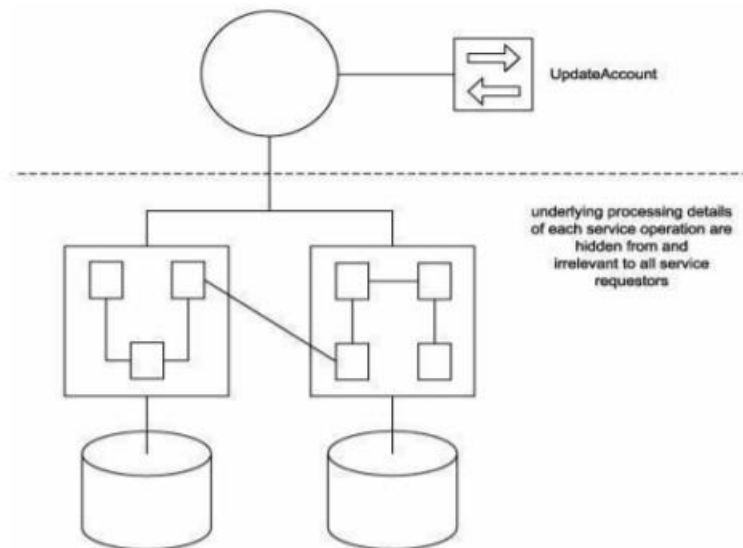 UpdateAccount
underlying processing details
of each service operation are
hidden from and
irrelevant to all service
requestors